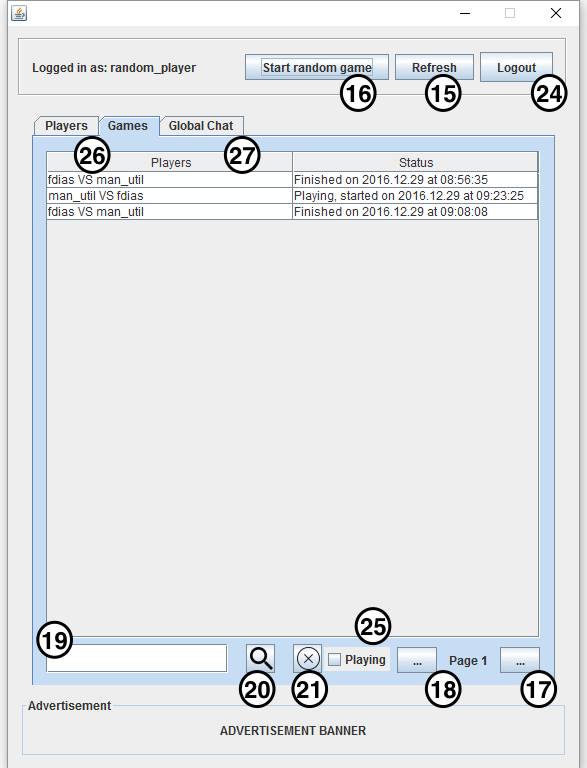 Logged in as: random_player
Start random game
Refresh
Logout
16
15
24
Players
Games
Global Chat
26
27
Players
Status
fdias VS man_util
Finished on 2016.12.29 at 08:56:35
man_util VS fdias
Playing, started on 2016.12.29 at 09:23:25
fdias VS man_util
Finished on 2016.12.29 at 09:08:08
25
19
Playing
...
Page 1
...
20
21
18
17
Advertisement
ADVERTISEMENT BANNER